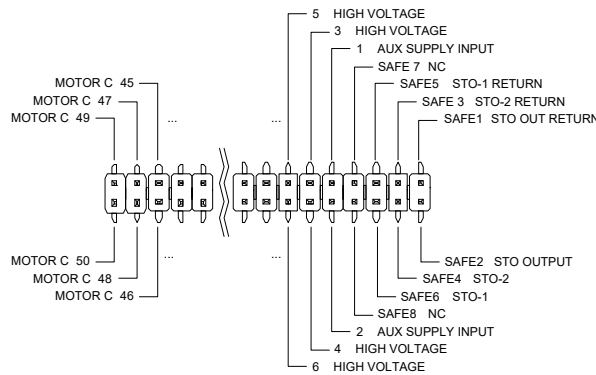 5 HIGH VOLTAGE
3 HIGH VOLTAGE
1 AUX SUPPLY INPUT
SAFE 7 NC
MOTOR C 45
SAFE5 STO-1 RETURN
MOTOR C 47
SAFE 3 STO-2 RETURN
MOTOR C 49
SAFE1 STO OUT RETURN
... ...
... ...
MOTOR C 50
SAFE2 STO OUTPUT
MOTOR C 48
SAFE4 STO-2
MOTOR C 46
SAFE6 STO-1
SAFE8 NC
2 AUX SUPPLY INPUT
4 HIGH VOLTAGE
6 HIGH VOLTAGE